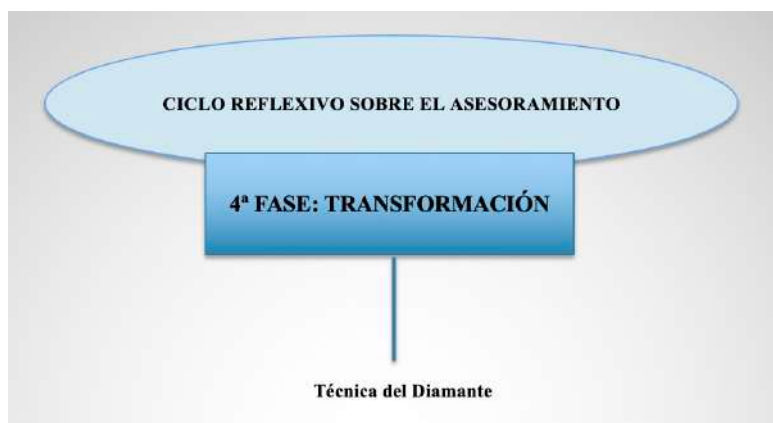 CICLO REFLEXIVO SOBRE EL ASESORAMIENTO
4ª FASE: TRANSFORMACIÓN
Técnica del Diamante